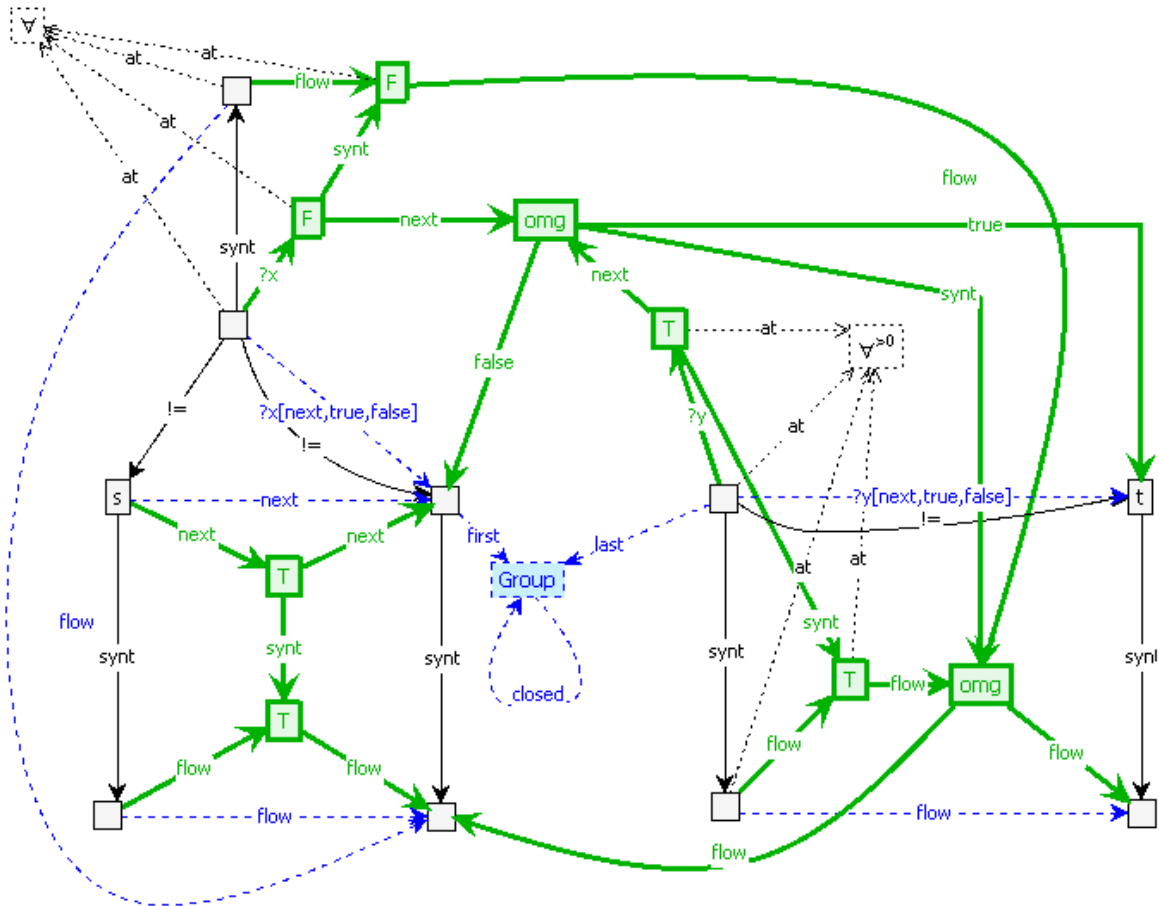 ∀
at
at
flow
F
at
synt
flow
at
F
next
omg
true
synt
?x
next
synt
T
at
∀>0
false
!=
?x[next,true,false]
?y
at
!=
s
next
?y[next,true,false]
t
!=
next
next
first
last
T
Group
at
at
flow
synt
synt
synt
synt
synt
synt
T
flow
omg
closed
T
flow
flow
flow
flow
flow
flow
flow